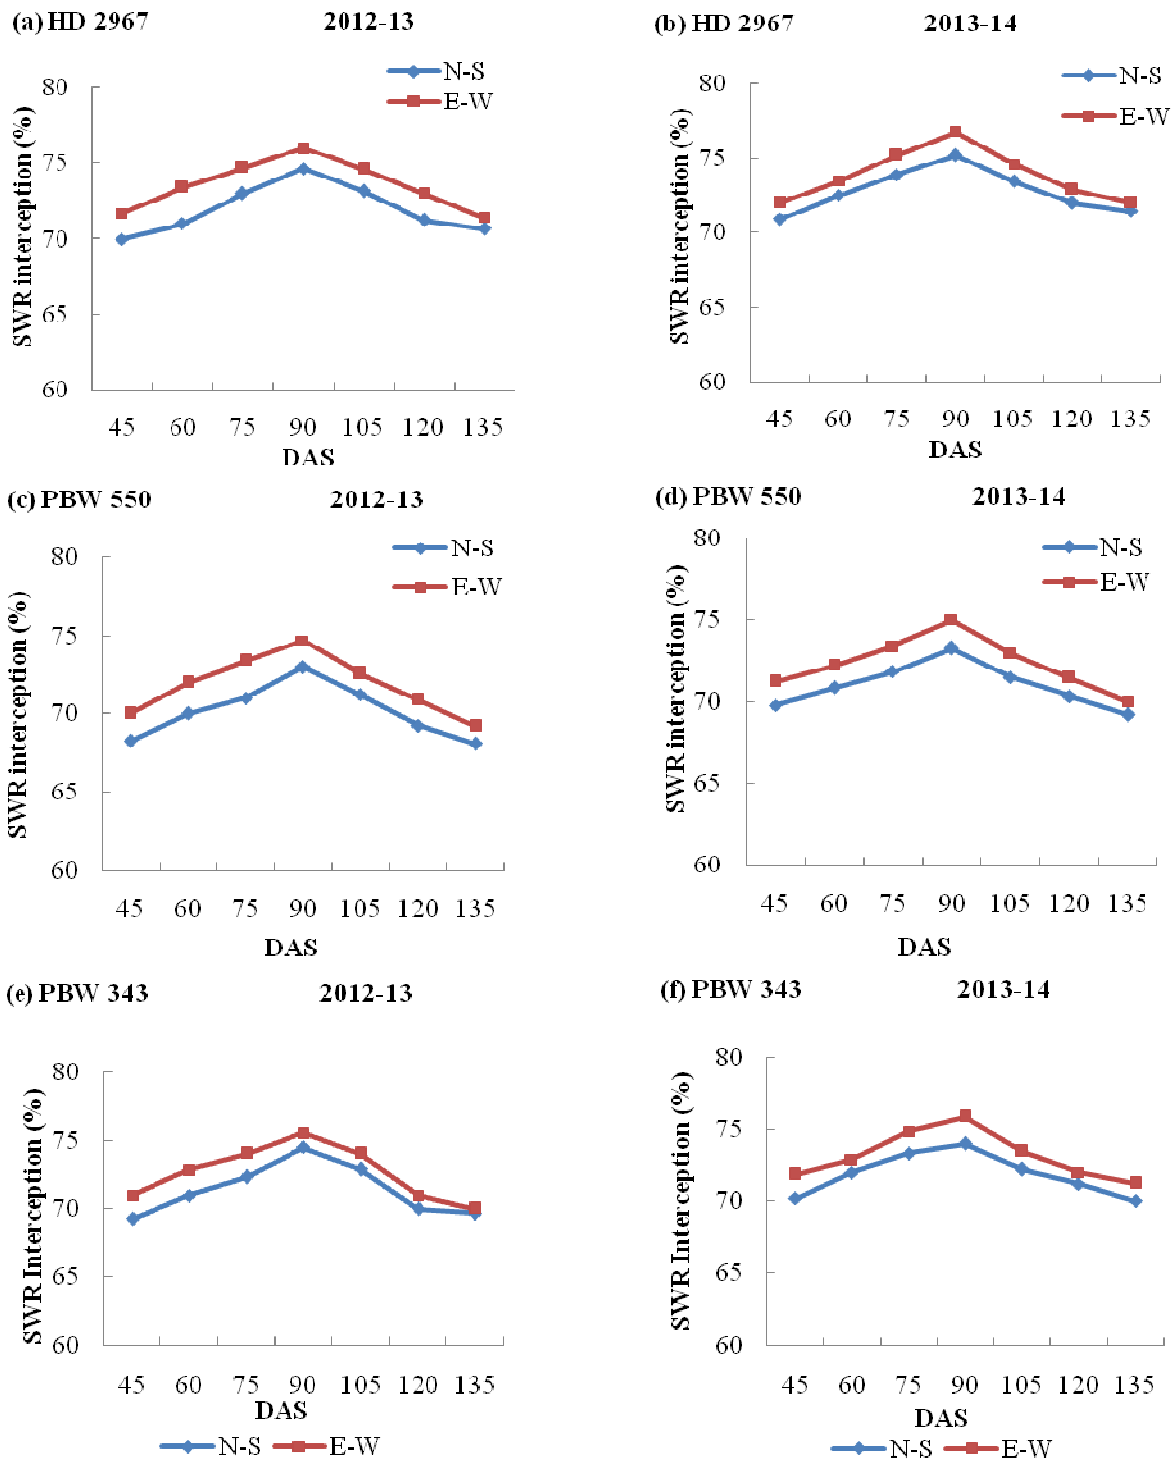 (a) HD 2967 2012-13
N-S
E-W
SWR interception (%)
80
75
70
65
60
45 60 75 90 105 120 135
DAS
(b) HD 2967 2013-14
N-S
E-W
SWR interception (%)
80
75
70
65
60
45 60 75 90 105 120 135
DAS
(c) PBW 550 2012-13
N-S
E-W
SWR interception (%)
80
75
70
65
60
45 60 75 90 105 120 135
DAS
(d) PBW 550 2013-14
N-S
E-W
SWR interception (%)
80
75
70
65
60
45 60 75 90 105 120 135
DAS
(e) PBW 343 2012-13
SWR Interception (%)
80
75
70
65
60
45 60 75 90 105 120 135
DAS
N-S E-W
(f) PBW 343 2013-14
SWR Interception (%)
80
75
70
65
60
45 60 75 90 105 120 135
DAS
N-S E-W